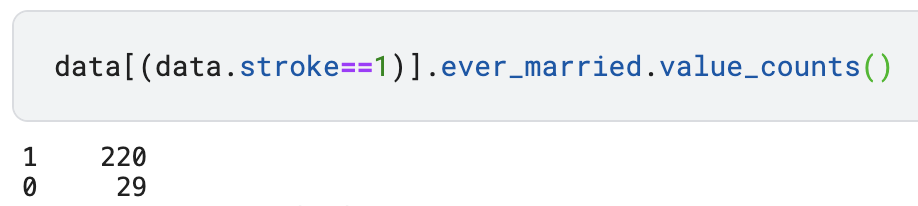 data[(data.stroke==1)].ever_married.value_counts()
1    220
0     29